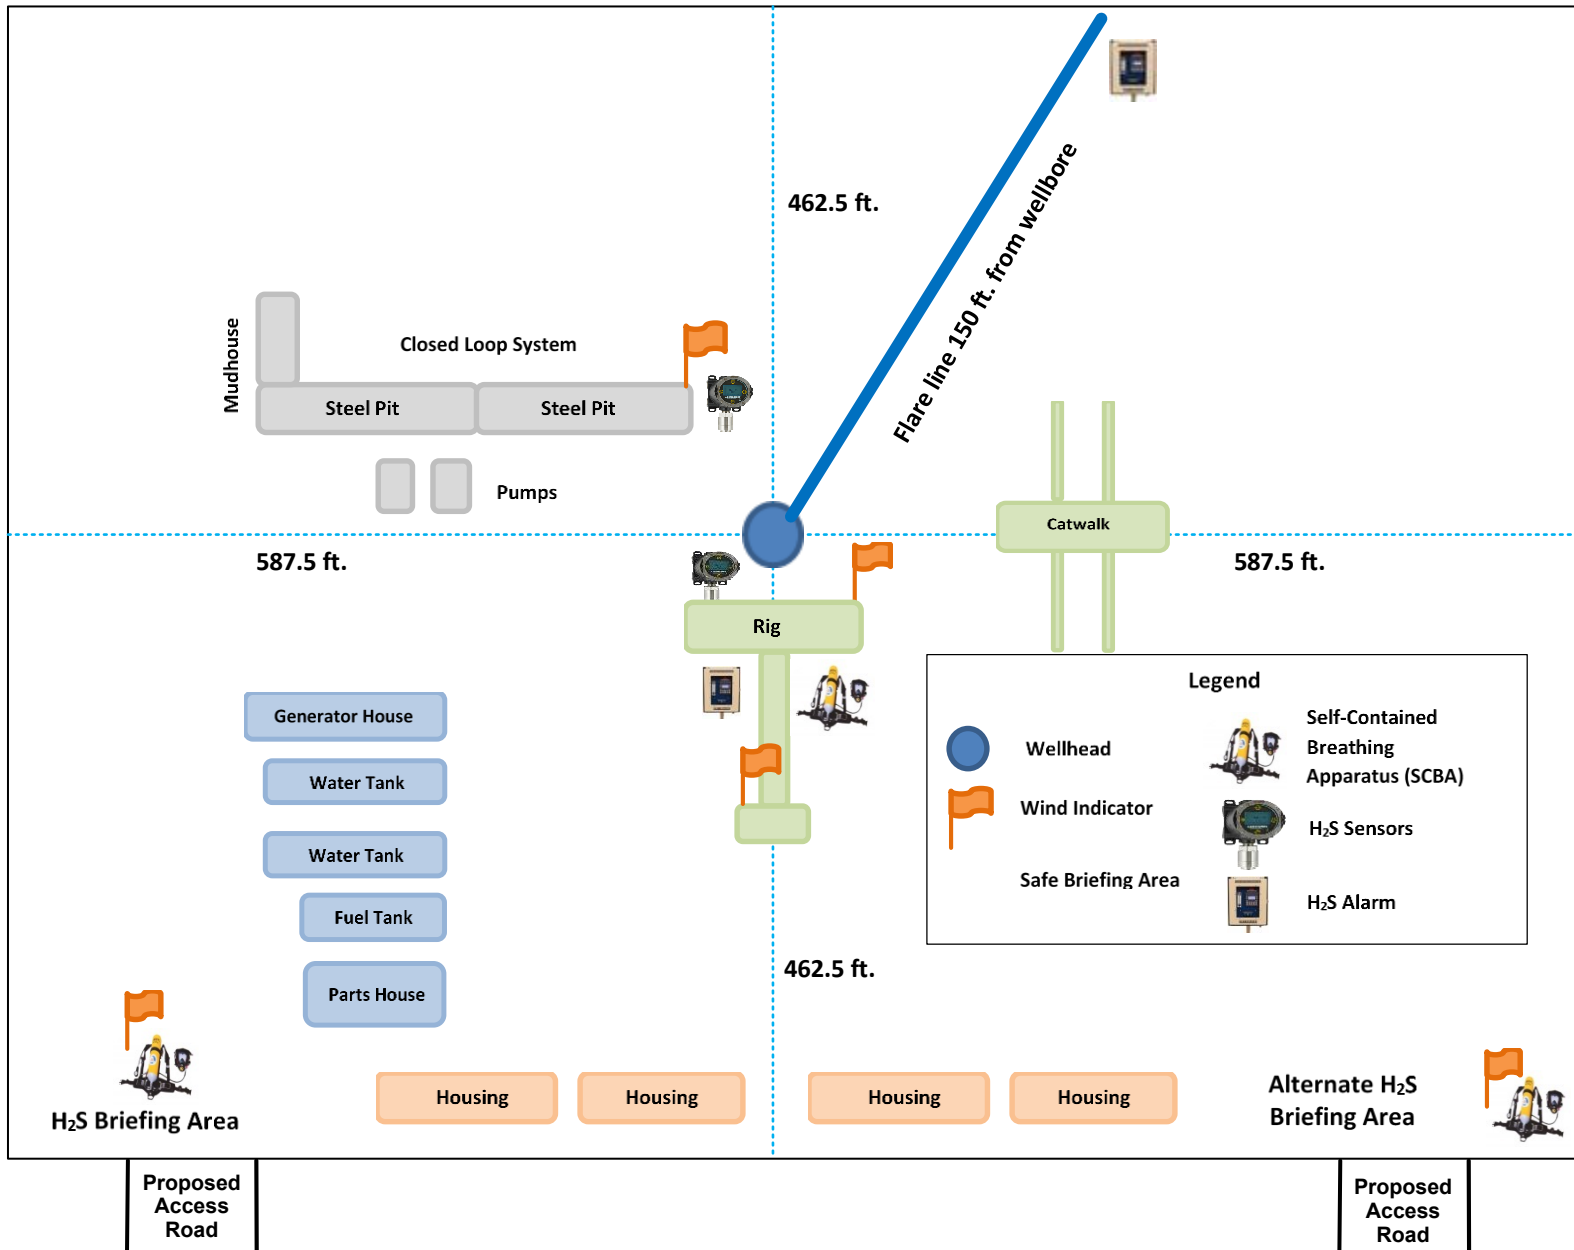 462.5 ft.
Flare line 150 ft. from wellbore
Mudhouse
Closed Loop System
Steel Pit
Steel Pit
Pumps
Catwalk
587.5 ft.
587.5 ft.
Rig
Legend
Wellhead
Wind Indicator
Safe Briefing Area
Self-Contained
Breathing
Apparatus (SCBA)
H₂S Sensors
H₂S Alarm
Generator House
Water Tank
Water Tank
Fuel Tank
Parts House
462.5 ft.
H₂S Briefing Area
Housing
Housing
Housing
Housing
Alternate H₂S
Briefing Area
Proposed
Access
Road
Proposed
Access
Road